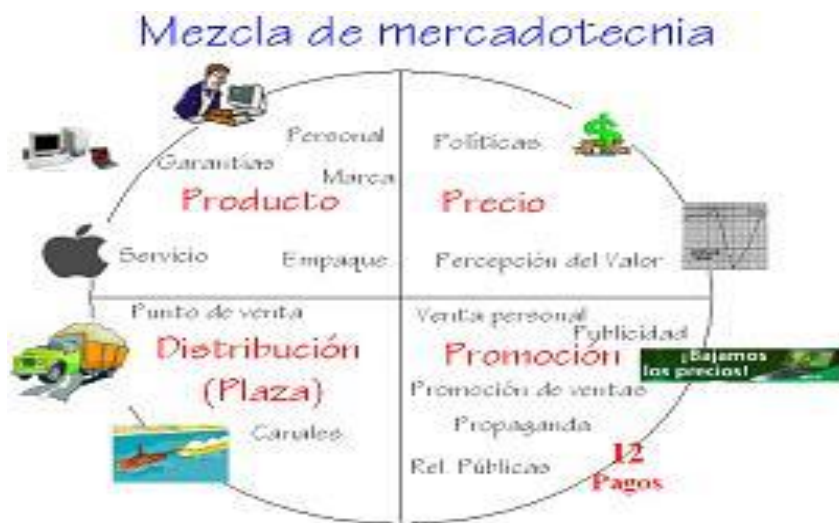 Mezcla de mercadotecnia
Personal
Garantías
Marca
Producto
Servicio
Empaque
Políticas
Precio
Percepción del Valor
Punto de venta
Distribución
(Plaza)
Canales
Venta personal
Publicidad
Promoción
¡Bajamos
los precios!
Promoción de ventas
Propaganda
Rel. Públicas
12
Pagos